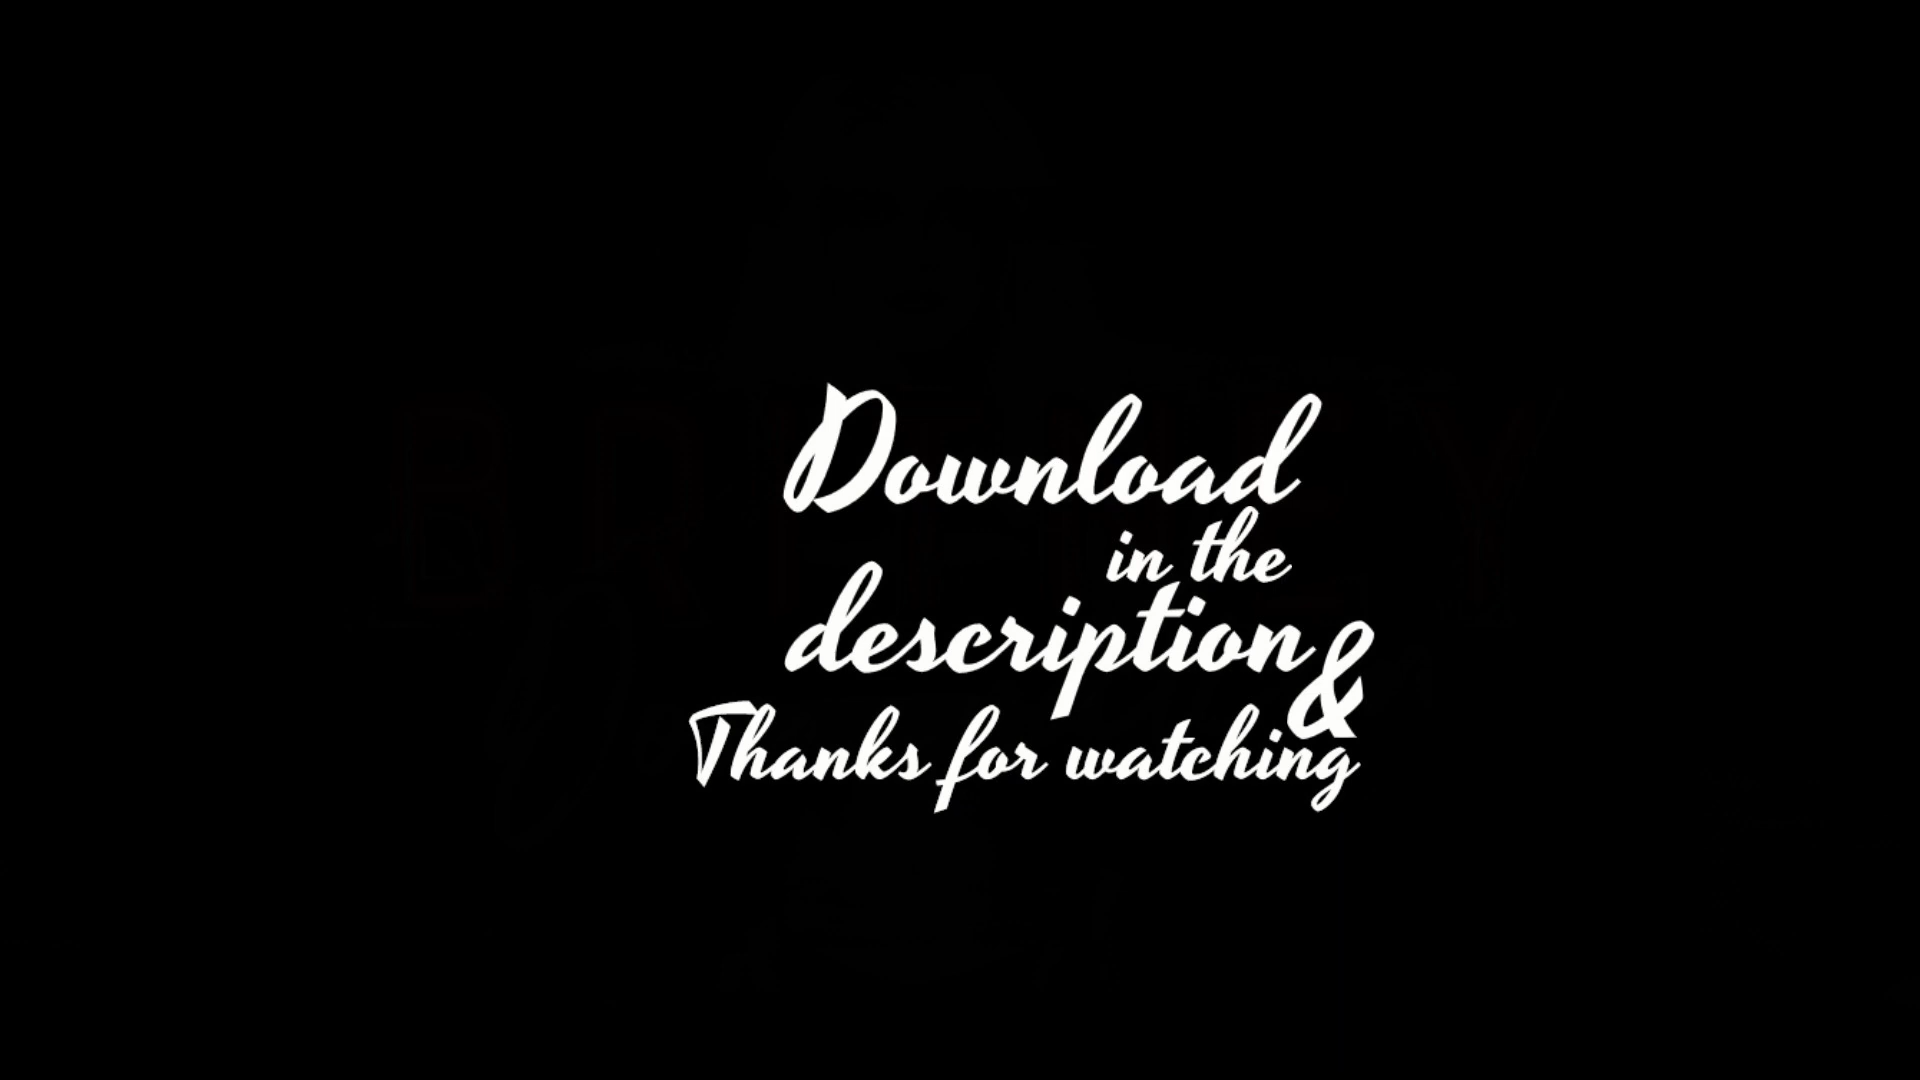 Download
in the
description &
Thanks for watching